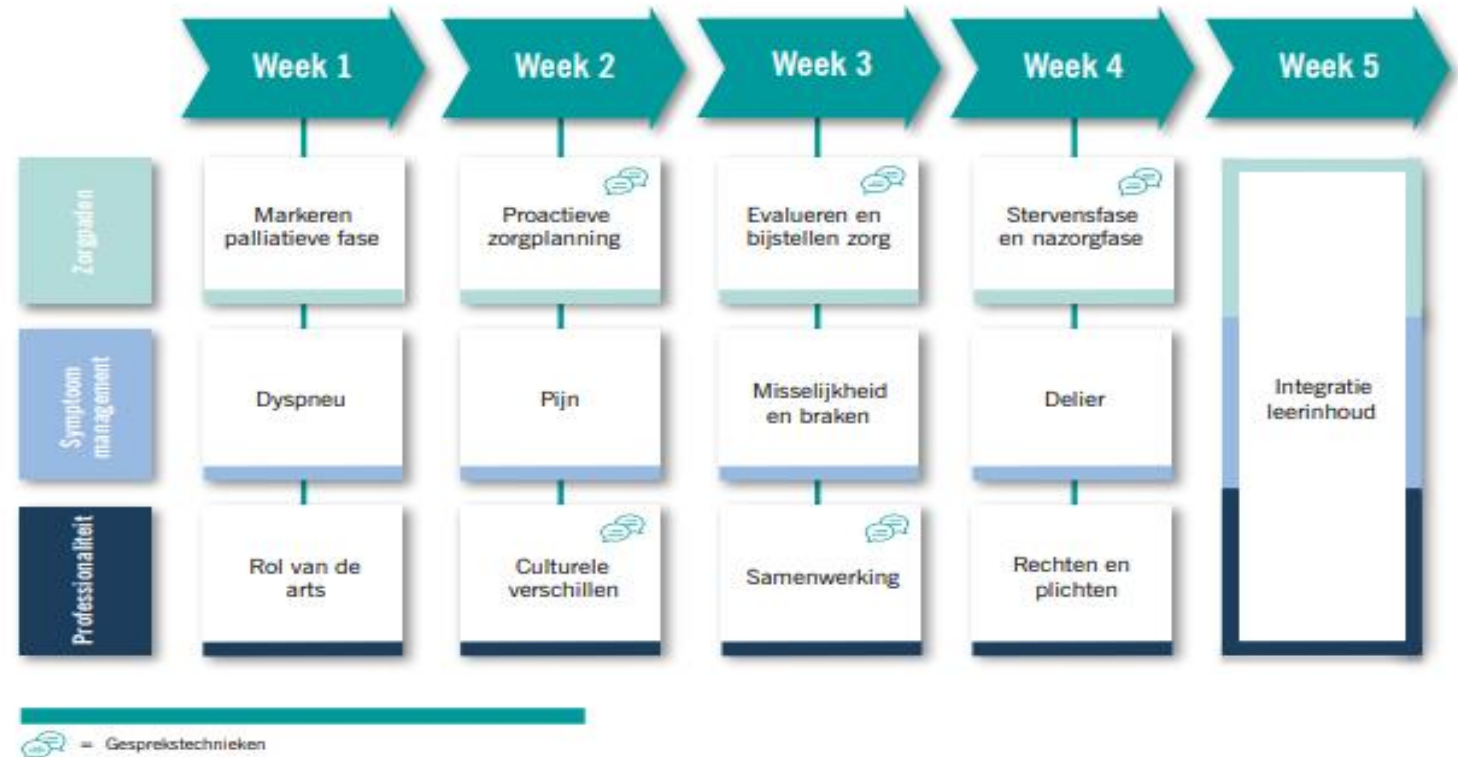 Week 1
Week 2
Week 3
Week 4
Week 5
Zorgpaden
Markeren
palliatieve fase
Proactieve
zorgplanning
Evalueren en
bijstellen zorg
Stervensfase
en nazorgfase
Symptoom
management
Dyspneu
Pijn
Misselijkheid
en braken
Delier
Integratie
leerinhoud
Professionaliteit
Rol van de
arts
Culturele
verschillen
Samenwerking
Rechten en
plichten
= Gesprekstechnieken